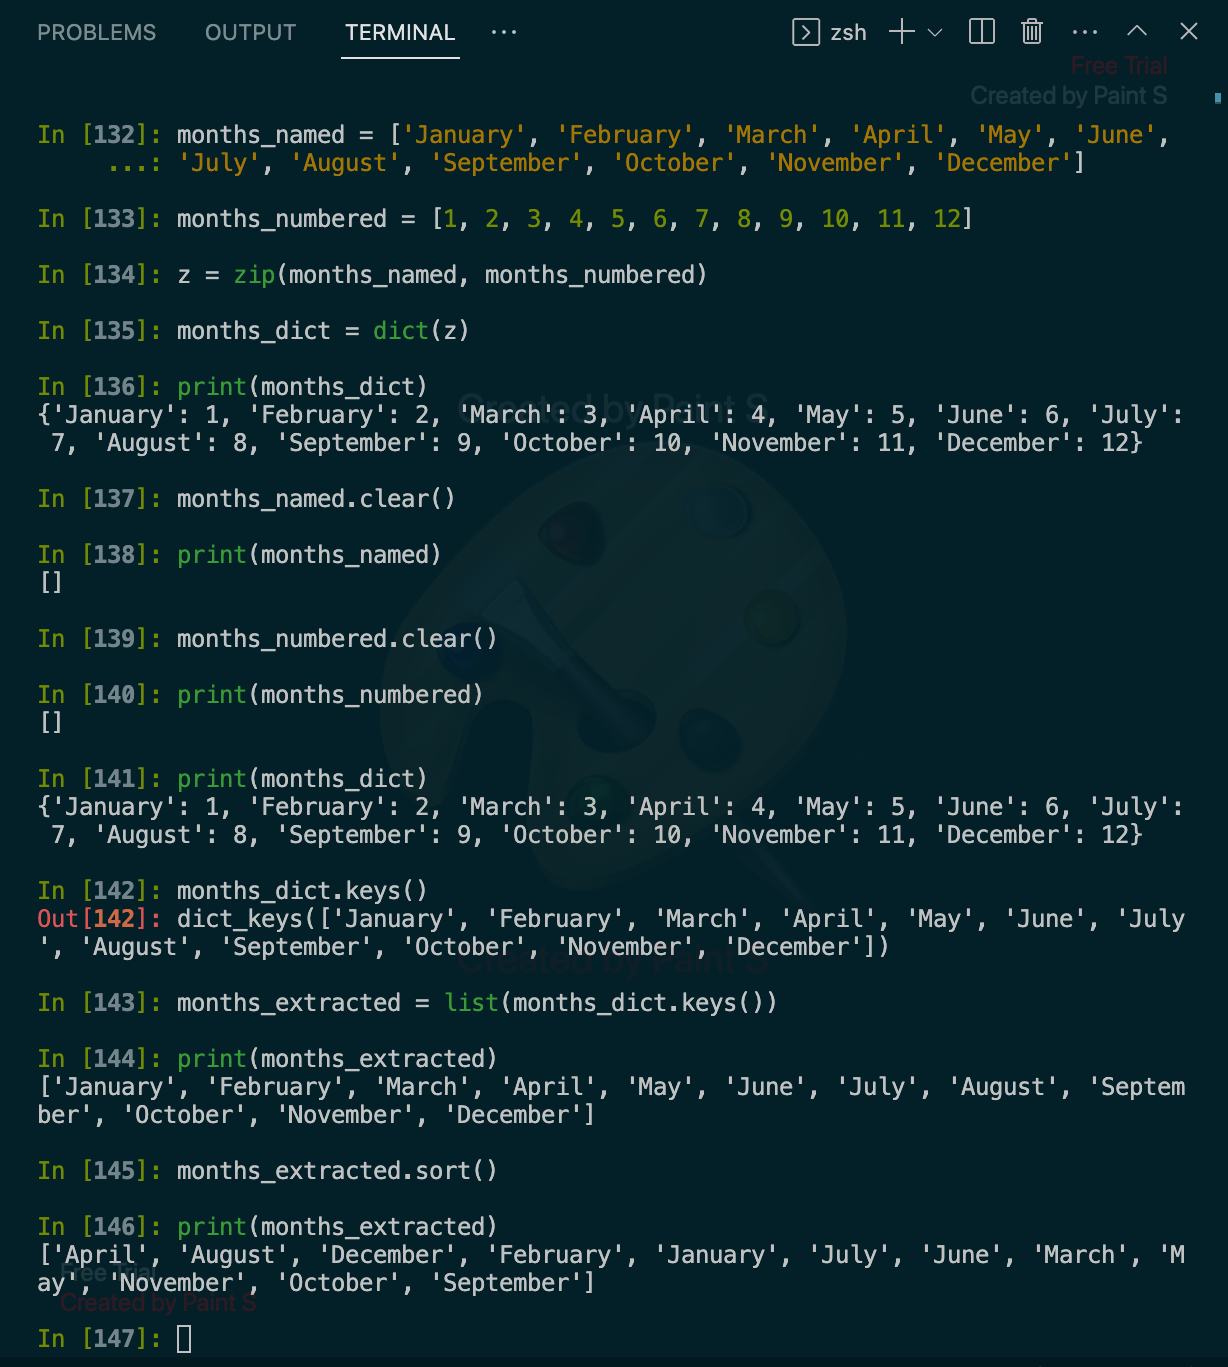 PROBLEMS OUTPUT TERMINAL ··· zsh
Free Trial
Created by Paint S
In [132]: months_named = ['January', 'February', 'March', 'April', 'May', 'June',
...: 'July', 'August', 'September', 'October', 'November', 'December']
In [133]: months_numbered = [1, 2, 3, 4, 5, 6, 7, 8, 9, 10, 11, 12]
In [134]: z = zip(months_named, months_numbered)
In [135]: months_dict = dict(z)
In [136]: print(months_dict)
Created by Paint S
{'January': 1, 'February': 2, 'March': 3, 'April': 4, 'May': 5, 'June': 6, 'July':
7, 'August': 8, 'September': 9, 'October': 10, 'November': 11, 'December': 12}
In [137]: months_named.clear()
In [138]: print(months_named)
[]
In [139]: months_numbered.clear()
In [140]: print(months_numbered)
[]
In [141]: print(months_dict)
{'January': 1, 'February': 2, 'March': 3, 'April': 4, 'May': 5, 'June': 6, 'July':
7, 'August': 8, 'September': 9, 'October': 10, 'November': 11, 'December': 12}
In [142]: months_dict.keys()
Out[142]: dict_keys(['January', 'February', 'March', 'April', 'May', 'June', 'July
', 'August', 'September', 'October', 'November', 'December'])
Created by Paint S
In [143]: months_extracted = list(months_dict.keys())
In [144]: print(months_extracted)
['January', 'February', 'March', 'April', 'May', 'June', 'July', 'August', 'Septem
ber', 'October', 'November', 'December']
In [145]: months_extracted.sort()
In [146]: print(months_extracted)
['April', 'August', 'December', 'February', 'January', 'July', 'June', 'March', 'M
Free Trial
ay', 'November', 'October', 'September']
Created by Paint S
In [147]: